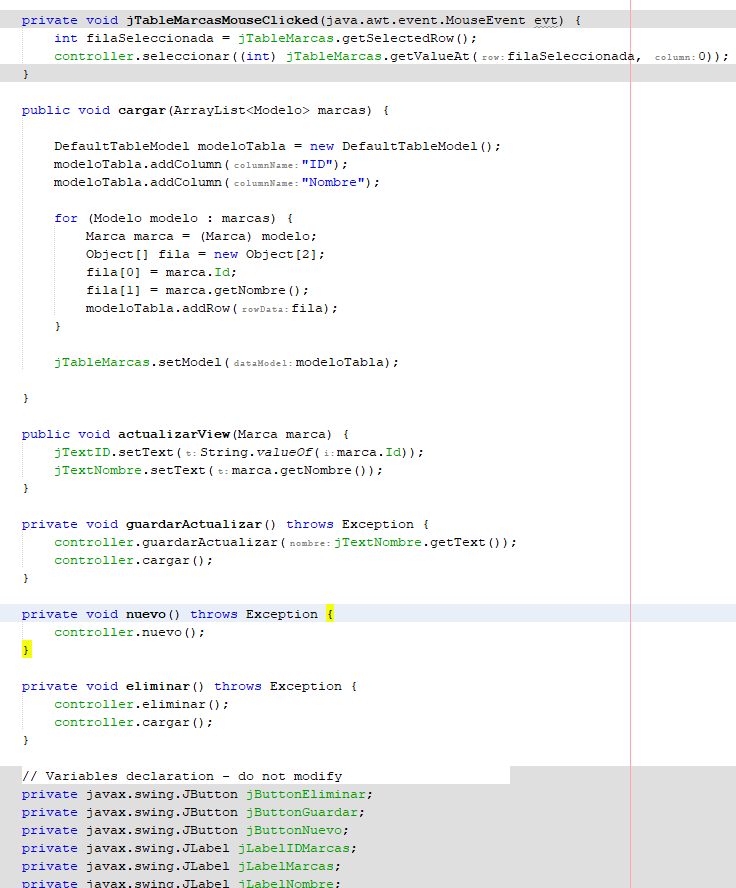 private void jTableMarcasMouseClicked(java.awt.event.MouseEvent evt) {
int filaSeleccionada = jTableMarcas.getSelectedRow();
controller.seleccionar((int) jTableMarcas.getValueAt(row:filaSeleccionada, column:0));
}
public void cargar(ArrayList<Modelo> marcas) {
DefaultTableModel modeloTabla = new DefaultTableModel();
modeloTabla.addColumn(columnName:"ID");
modeloTabla.addColumn(columnName:"Nombre");
for (Modelo modelo : marcas) {
Marca marca = (Marca) modelo;
Object[] fila = new Object[2];
fila[0] = marca.Id;
fila[1] = marca.getNombre();
modeloTabla.addRow(rowData:fila);
}
jTableMarcas.setModel(dataModel:modeloTabla);
}
public void actualizarView(Marca marca) {
jTextID.setText(t:String.valueOf(i:marca.Id));
jTextNombre.setText(t:marca.getNombre());
}
private void guardarActualizar() throws Exception {
controller.guardarActualizar(nombre:jTextNombre.getText());
controller.cargar();
}
private void nuevo() throws Exception {
controller.nuevo();
}
private void eliminar() throws Exception {
controller.eliminar();
controller.cargar();
}
// Variables declaration - do not modify
private javax.swing.JButton jButtonEliminar;
private javax.swing.JButton jButtonGuardar;
private javax.swing.JButton jButtonNuevo;
private javax.swing.JLabel jLabelIDMarcas;
private javax.swing.JLabel jLabelMarcas;
private javax.swing.JLabel jLabelNombre;